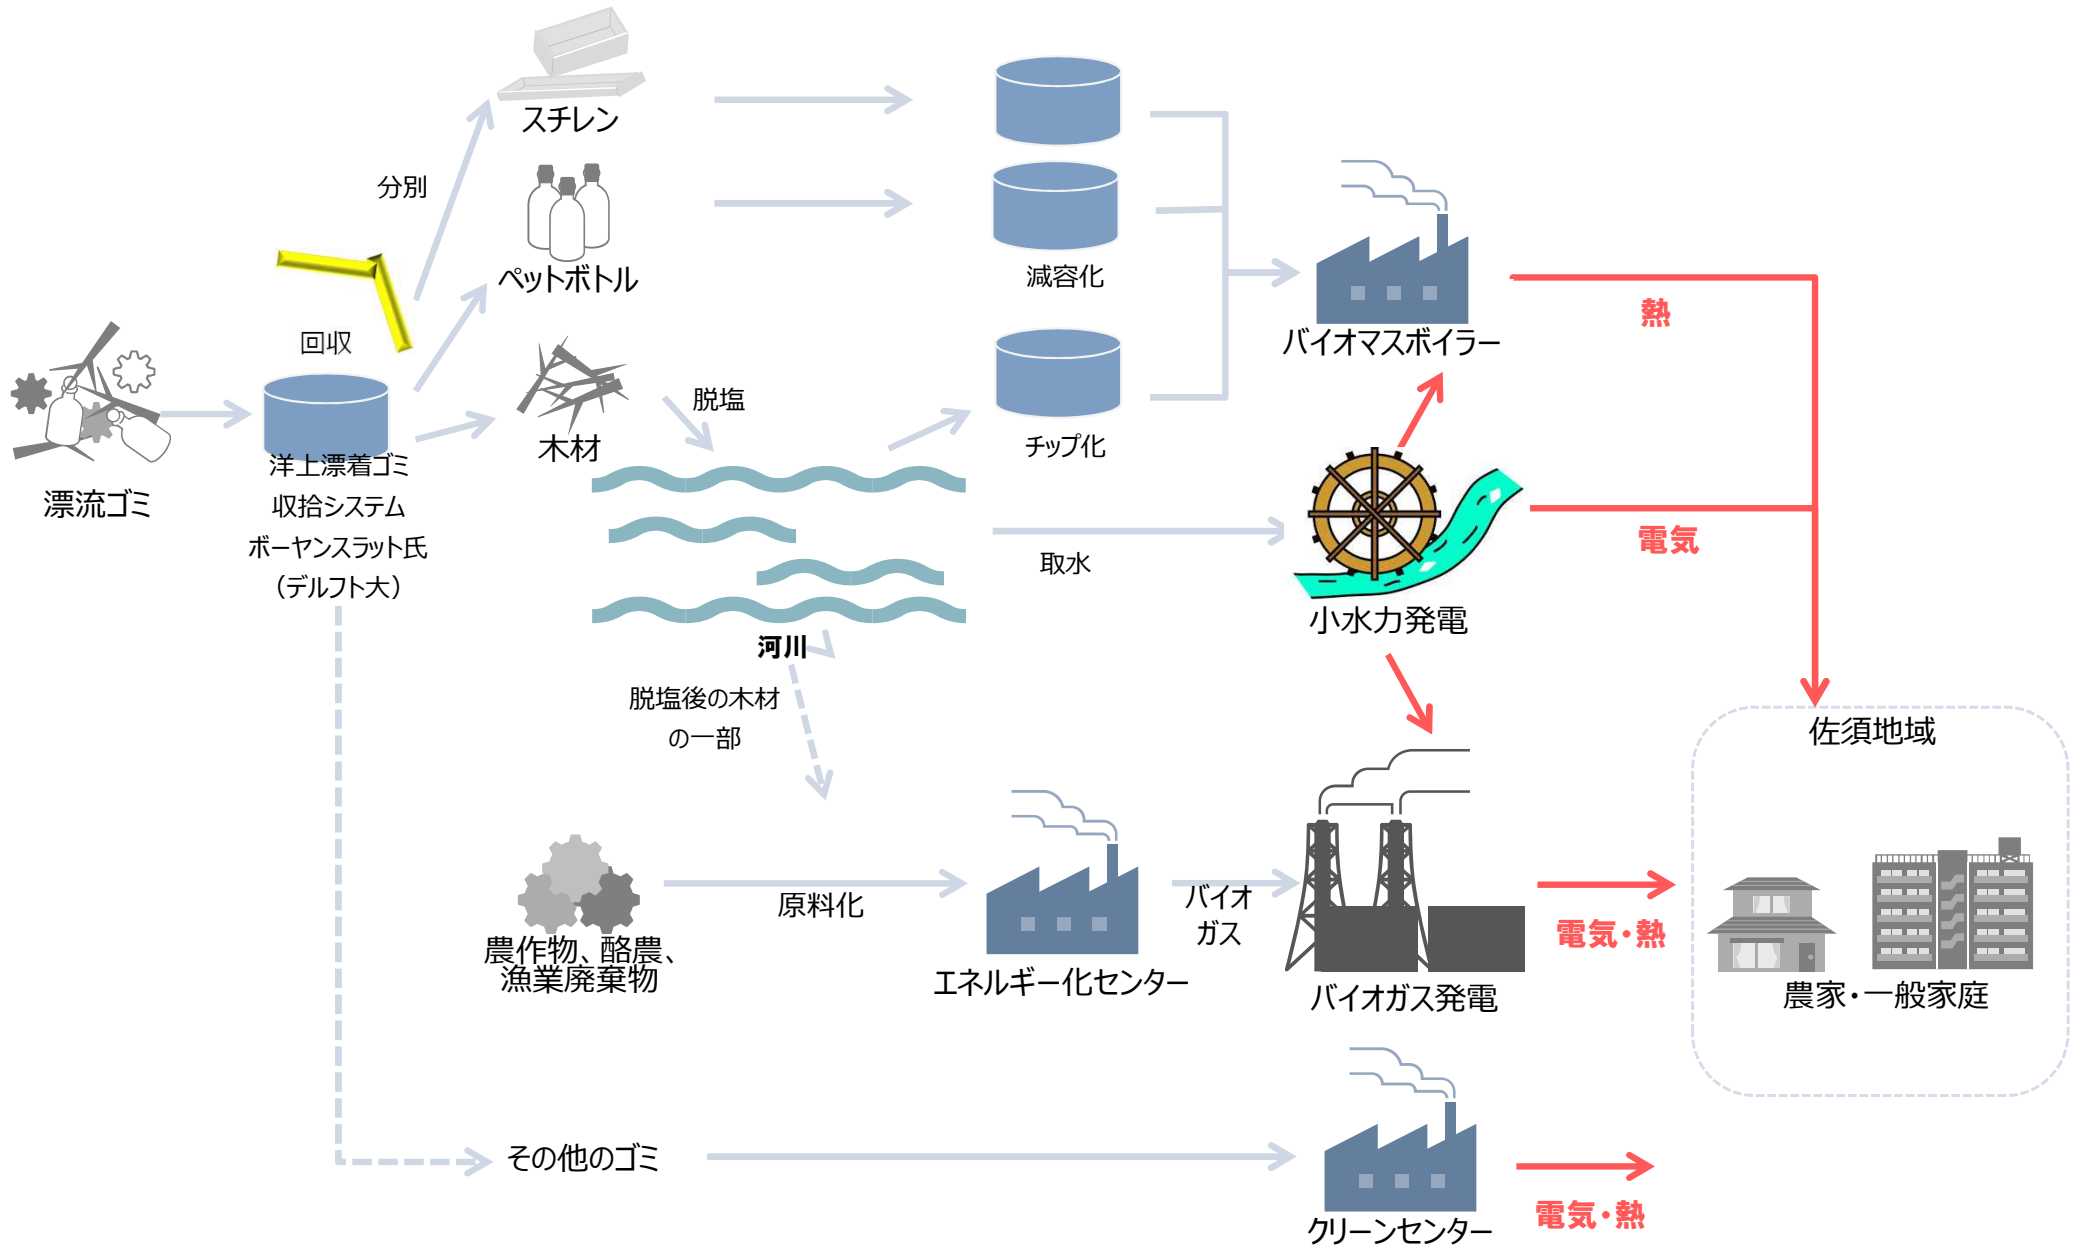 スチレン
分別
ペットボトル
減容化
回収
熱
バイオマスボイラー
脱塩
木材
チップ化
漂流ゴミ
洋上漂着ゴミ
収拾システム
ボーヤンスラット氏
（デルフト大）
電気
取水
小水力発電
河川
脱塩後の木材
の一部
佐須地域
原料化
バイオ
ガス
農作物、酪農、
漁業廃棄物
エネルギー化センター
バイオガス発電
電気・熱
農家・一般家庭
その他のゴミ
クリーンセンター
電気・熱